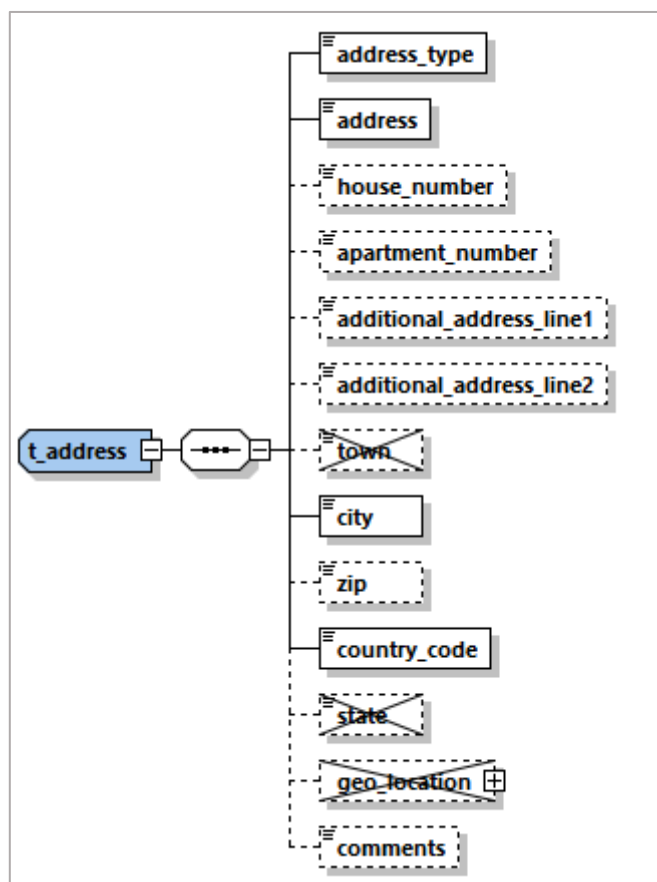 address_type
address
house_number
apartment_number
additional_address_line1
additional_address_line2
t_address
town
city
zip
country_code
state
geo_location
comments